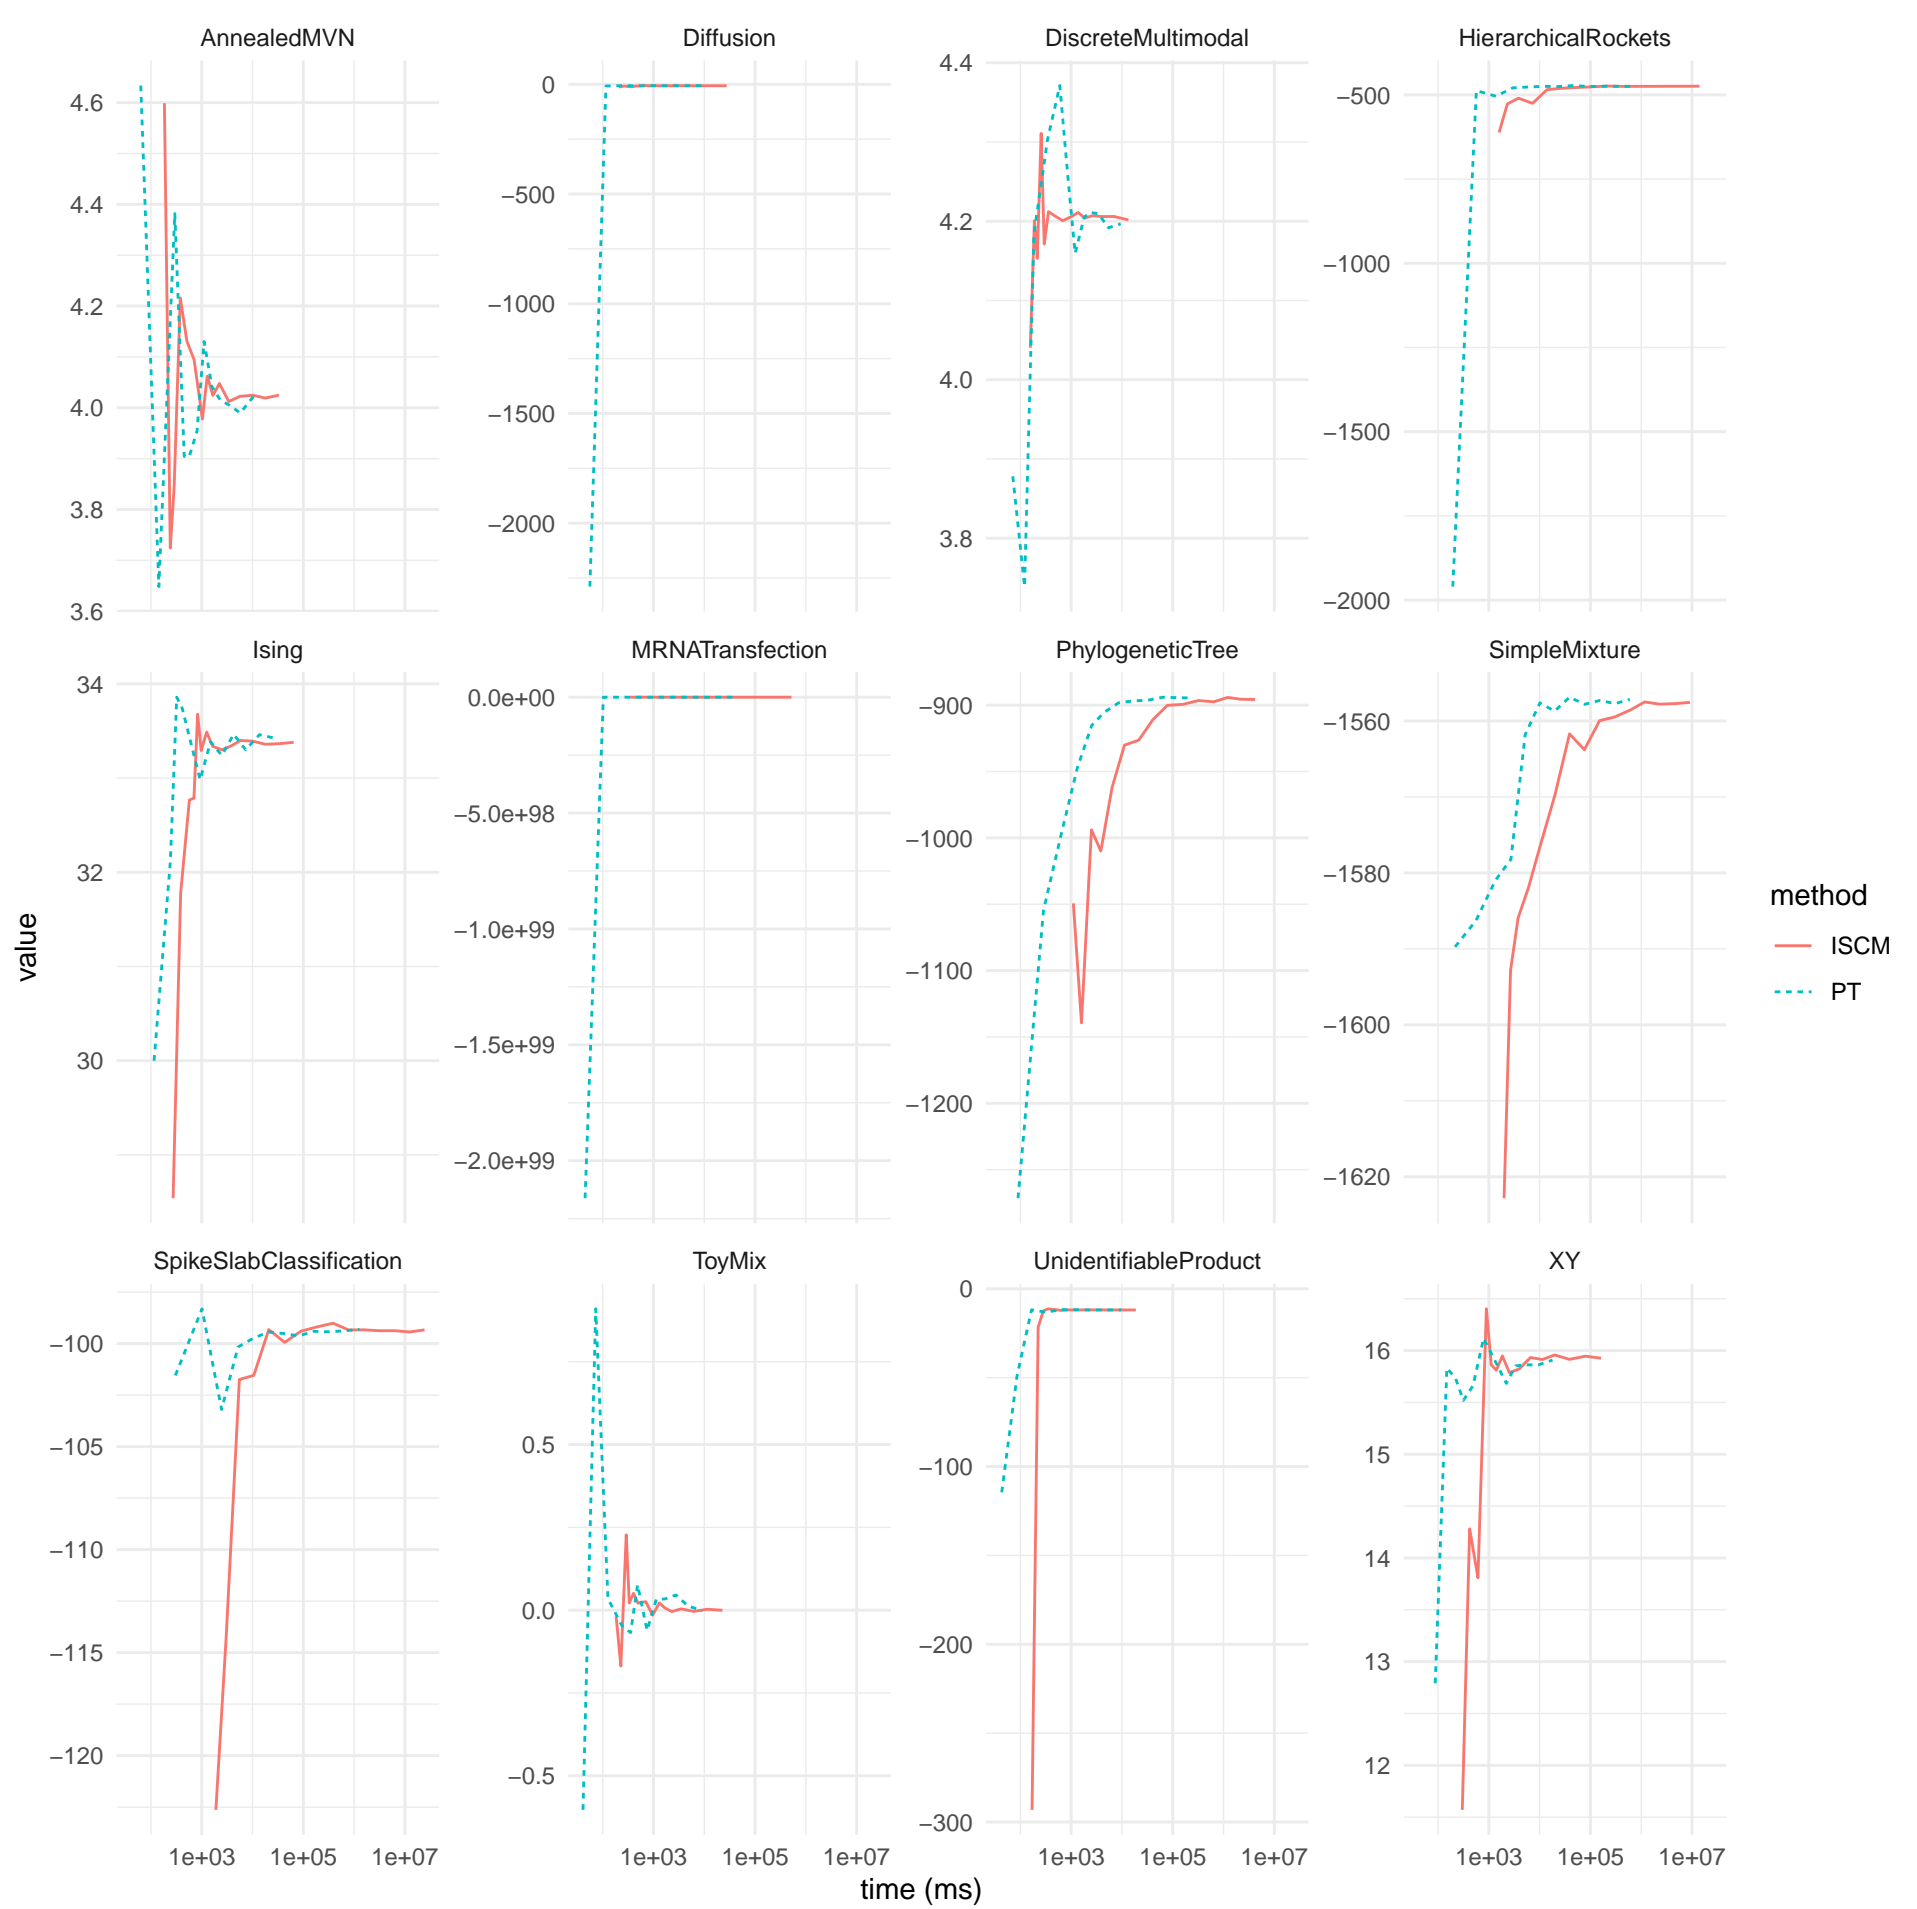 AnnealedMVN
Diffusion
DiscreteMultimodal
HierarchicalRockets
4.6
4.4
4.2
4.0
3.8
3.6
0
−500
−1000
−1500
−2000
4.4
4.2
4.0
3.8
−500
−1000
−1500
−2000
Ising
MRNATransfection
PhylogeneticTree
SimpleMixture
34
32
30
0.0e+00
−5.0e+98
−1.0e+99
−1.5e+99
−2.0e+99
−900
−1000
−1100
−1200
−1560
−1580
−1600
−1620
SpikeSlabClassification
ToyMix
UnidentifiableProduct
XY
−100
−105
−110
−115
−120
0.5
0.0
−0.5
0
−100
−200
−300
16
15
14
13
12
1e+03 1e+05 1e+07
1e+03 1e+05 1e+07
1e+03 1e+05 1e+07
1e+03 1e+05 1e+07
time (ms)
value
method
ISCM
PT